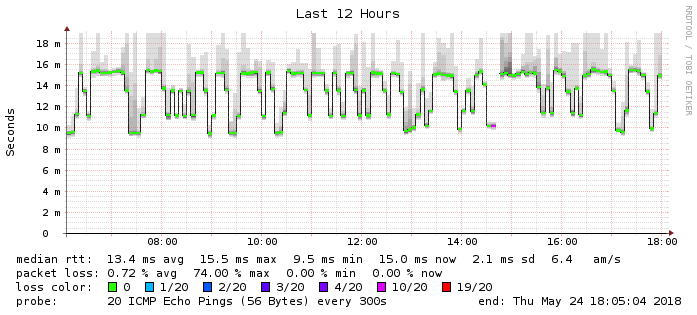 Last 12 Hours
RRDTOOL / TOBI OETIKER
Seconds
18 m
16 m
14 m
12 m
10 m
8 m
6 m
4 m
2 m
0
08:00 10:00 12:00 14:00 16:00 18:00
median rtt: 13.4 ms avg 15.5 ms max 9.5 ms min 15.0 ms now 2.1 ms sd 6.4 am/s
packet loss: 0.72 % avg 74.00 % max 0.00 % min 0.00 % now
loss color: 0 1/20 2/20 3/20 4/20 10/20 19/20
probe: 20 ICMP Echo Pings (56 Bytes) every 300s end: Thu May 24 18:05:04 2018